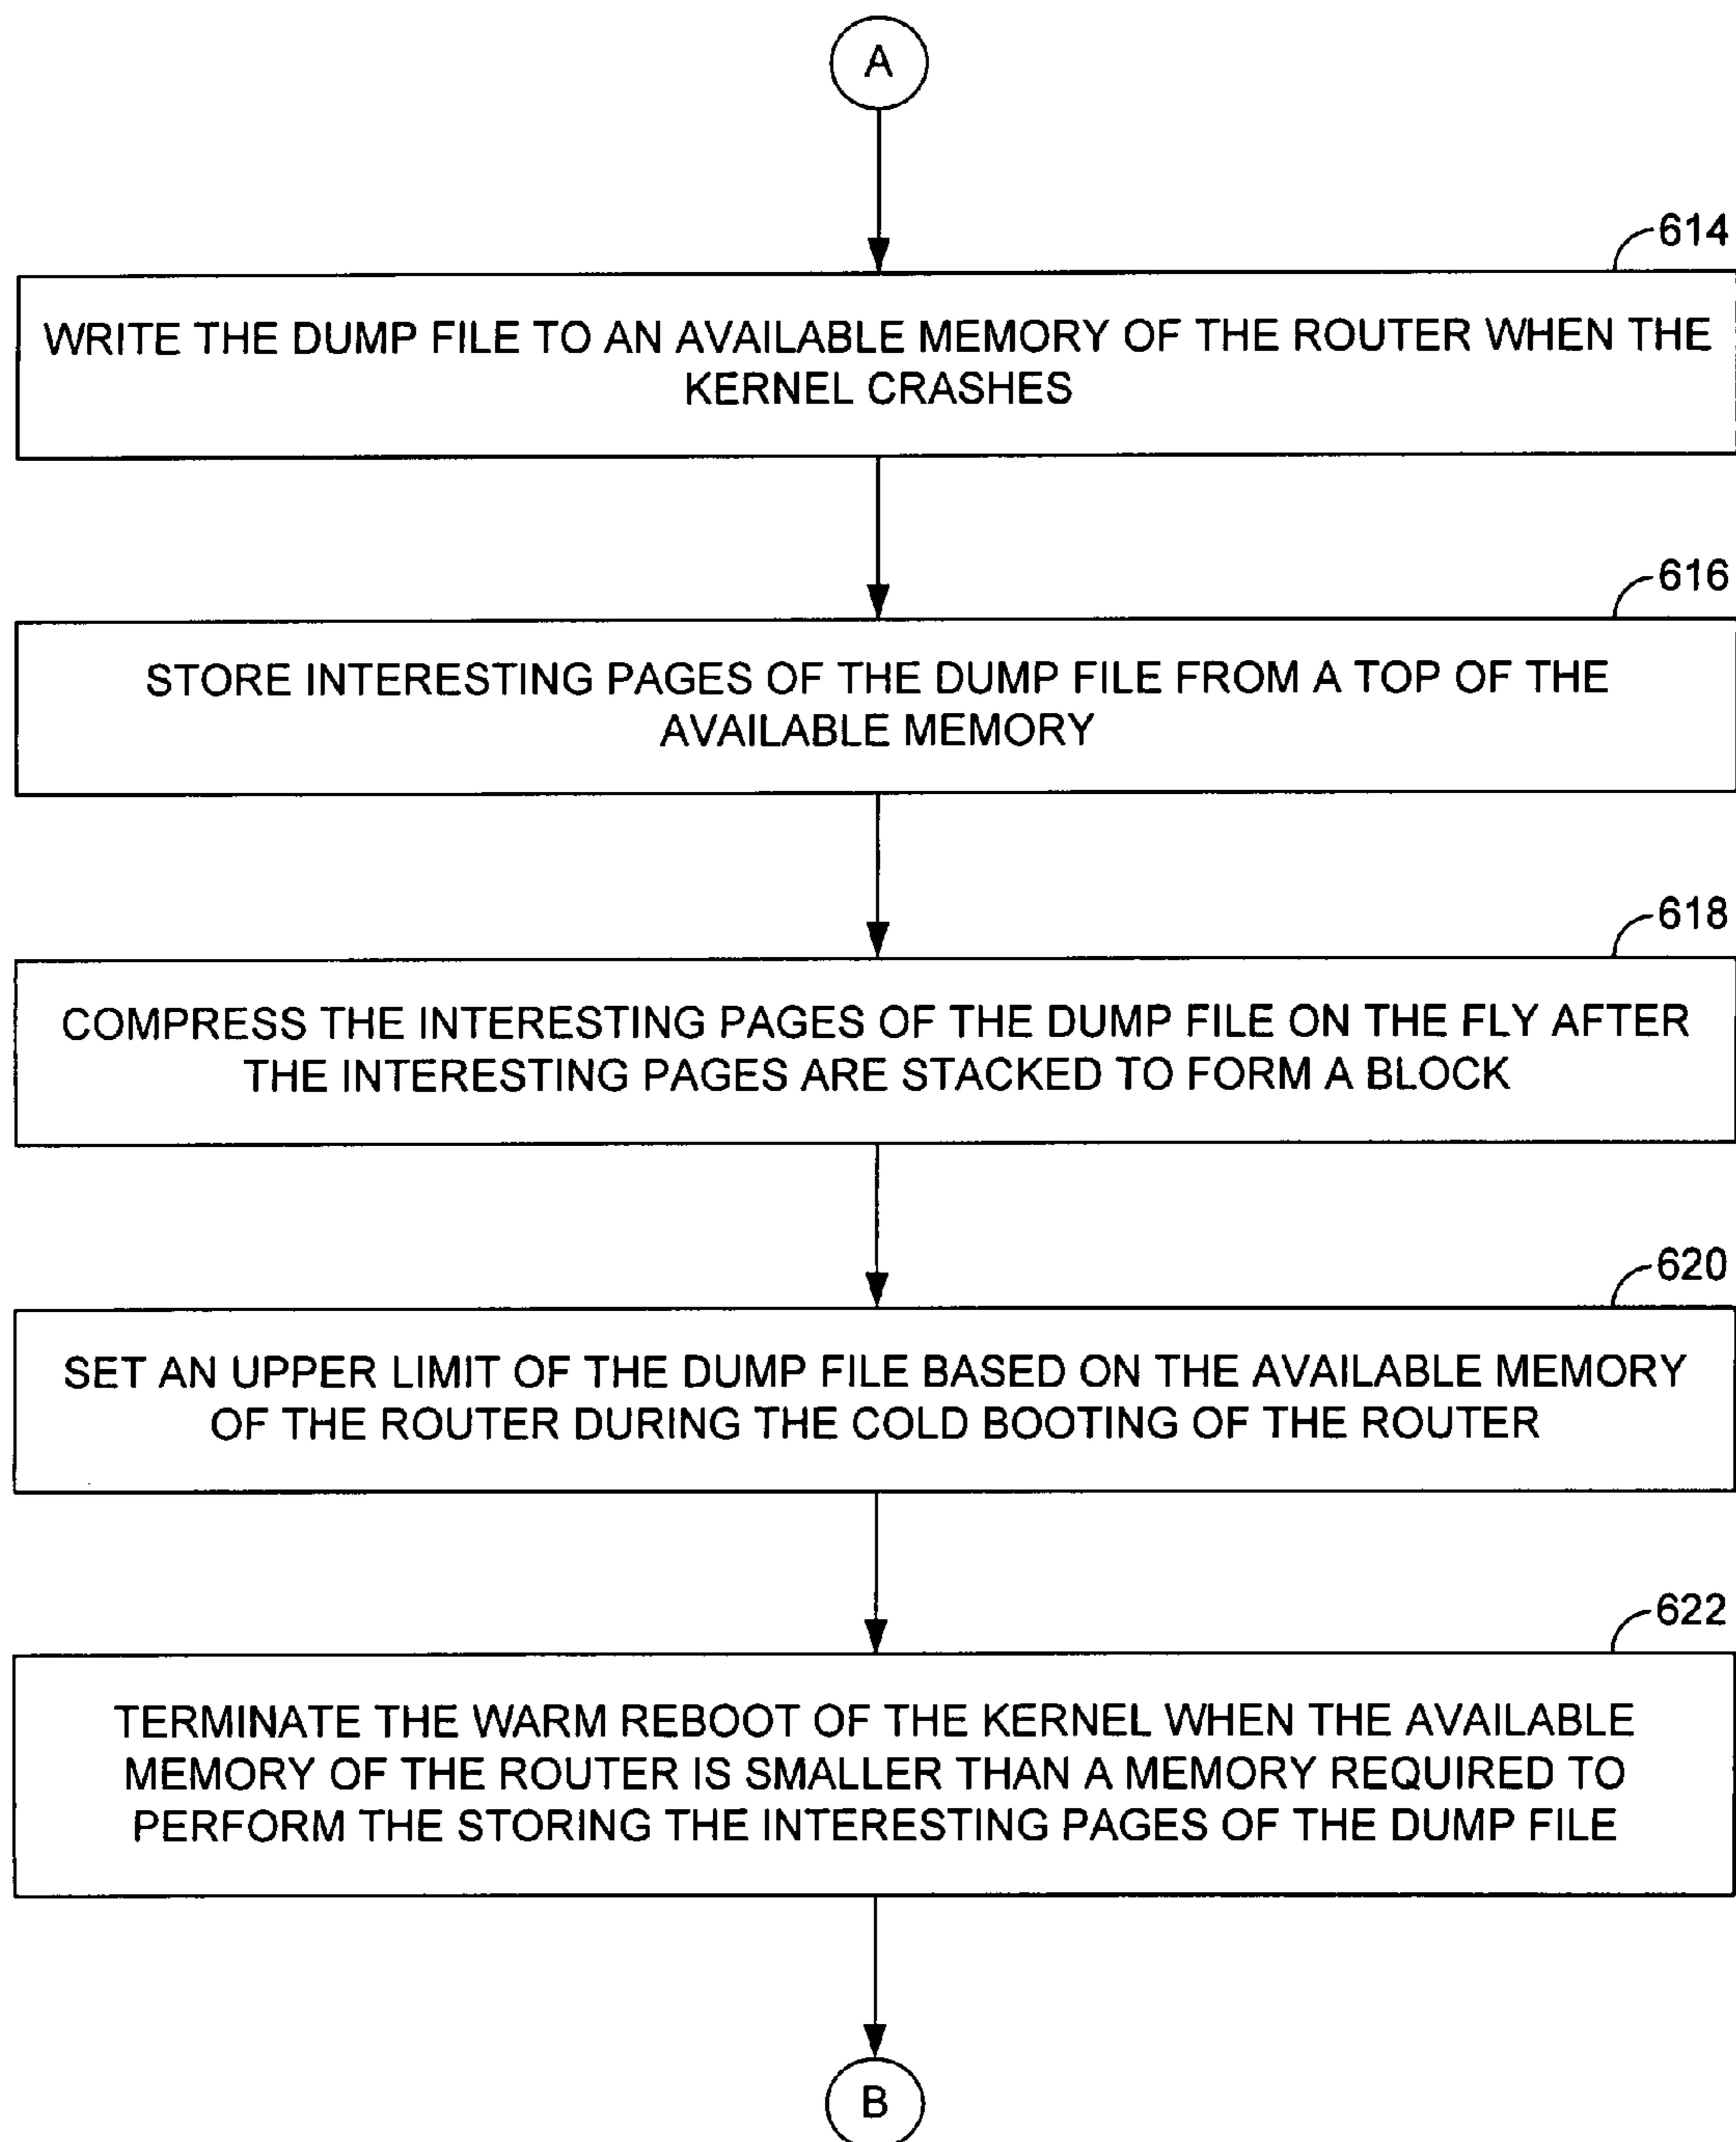 A
614
WRITE THE DUMP FILE TO AN AVAILABLE MEMORY OF THE ROUTER WHEN THE
KERNEL CRASHES
616
STORE INTERESTING PAGES OF THE DUMP FILE FROM A TOP OF THE
AVAILABLE MEMORY
618
COMPRESS THE INTERESTING PAGES OF THE DUMP FILE ON THE FLY AFTER
THE INTERESTING PAGES ARE STACKED TO FORM A BLOCK
620
SET AN UPPER LIMIT OF THE DUMP FILE BASED ON THE AVAILABLE MEMORY
OF THE ROUTER DURING THE COLD BOOTING OF THE ROUTER
622
TERMINATE THE WARM REBOOT OF THE KERNEL WHEN THE AVAILABLE
MEMORY OF THE ROUTER IS SMALLER THAN A MEMORY REQUIRED TO
PERFORM THE STORING THE INTERESTING PAGES OF THE DUMP FILE
B